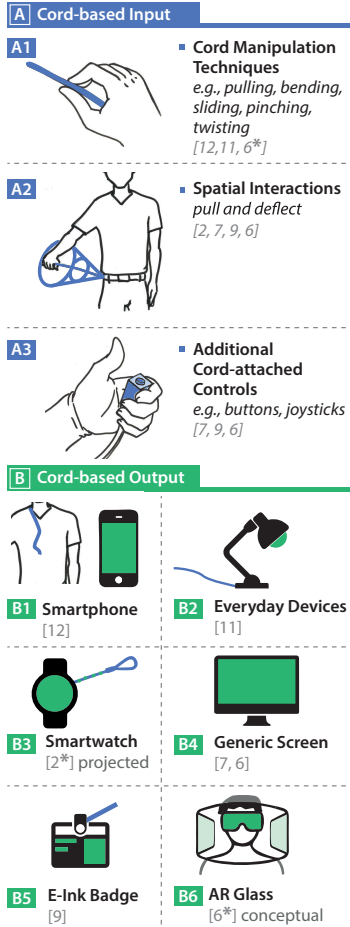 A Cord-based Input
A1
Cord Manipulation
Techniques
e.g., pulling, bending,
sliding, pinching,
twisting
[12,11, 6*]
A2
Spatial Interactions
pull and deflect
[2, 7, 9, 6]
A3
Additional
Cord-attached
Controls
e.g., buttons, joysticks
[7, 9, 6]
B Cord-based Output
B1 Smartphone
[12]
B2 Everyday Devices
[11]
B3 Smartwatch
[2*] projected
B4 Generic Screen
[7, 6]
B5 E-Ink Badge
[9]
B6 AR Glass
[6*] conceptual